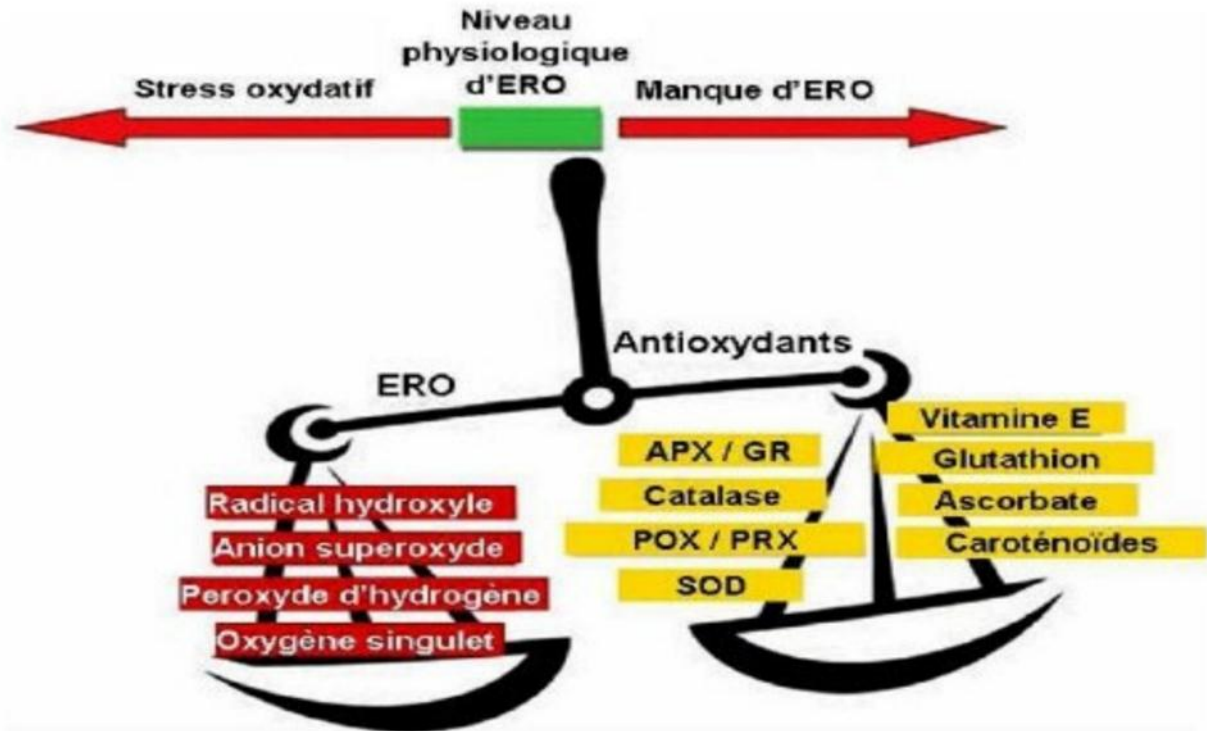 Niveau
physiologique
d'ERO
Stress oxydatif
Manque d'ERO
Antioxydants
ERO
Radical hydroxyle
Anion superoxyde
Peroxyde d'hydrogène
Oxygène singulet
APX / GR
Catalase
POX / PRX
SOD
Vitamine E
Glutathion
Ascorbate
Caroténoïdes